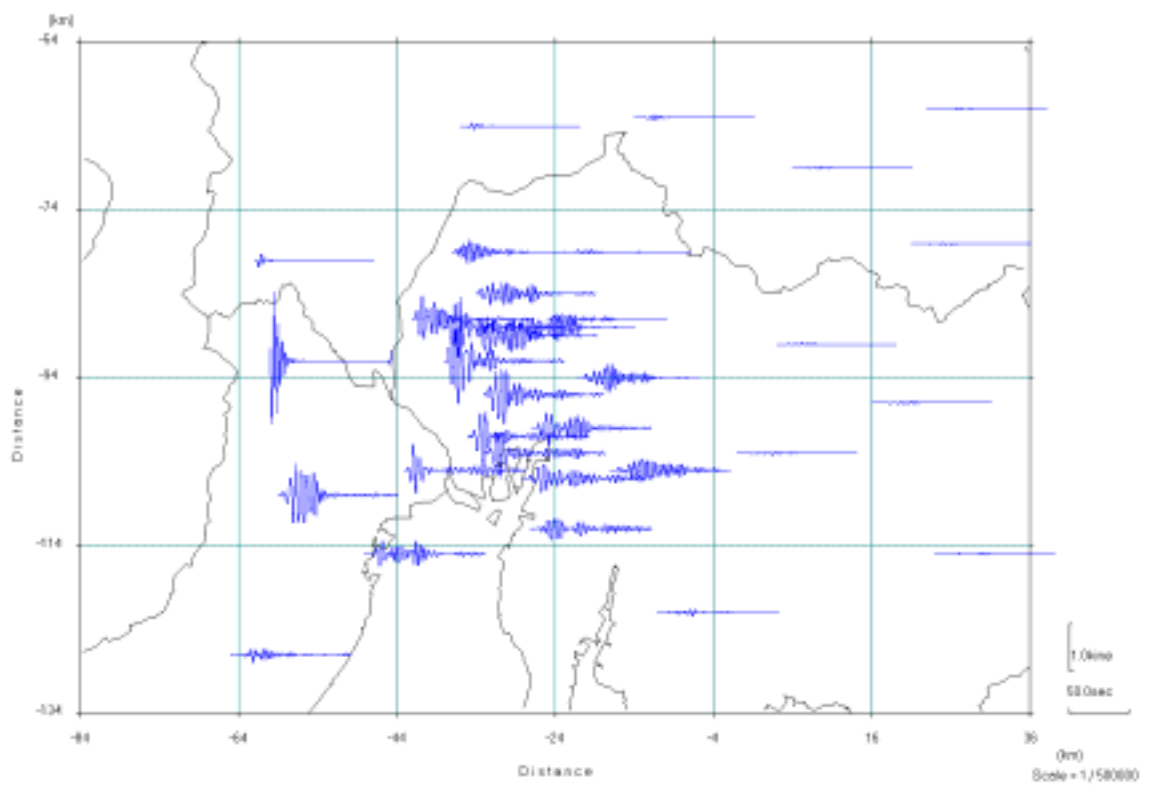 (km)
-54
-74
-94
-114
-134
Distance
-84 -64 -44 -24 -4 16 36
Distance
1.0kine
50.0sec
(km)
Scale = 1 / 500000